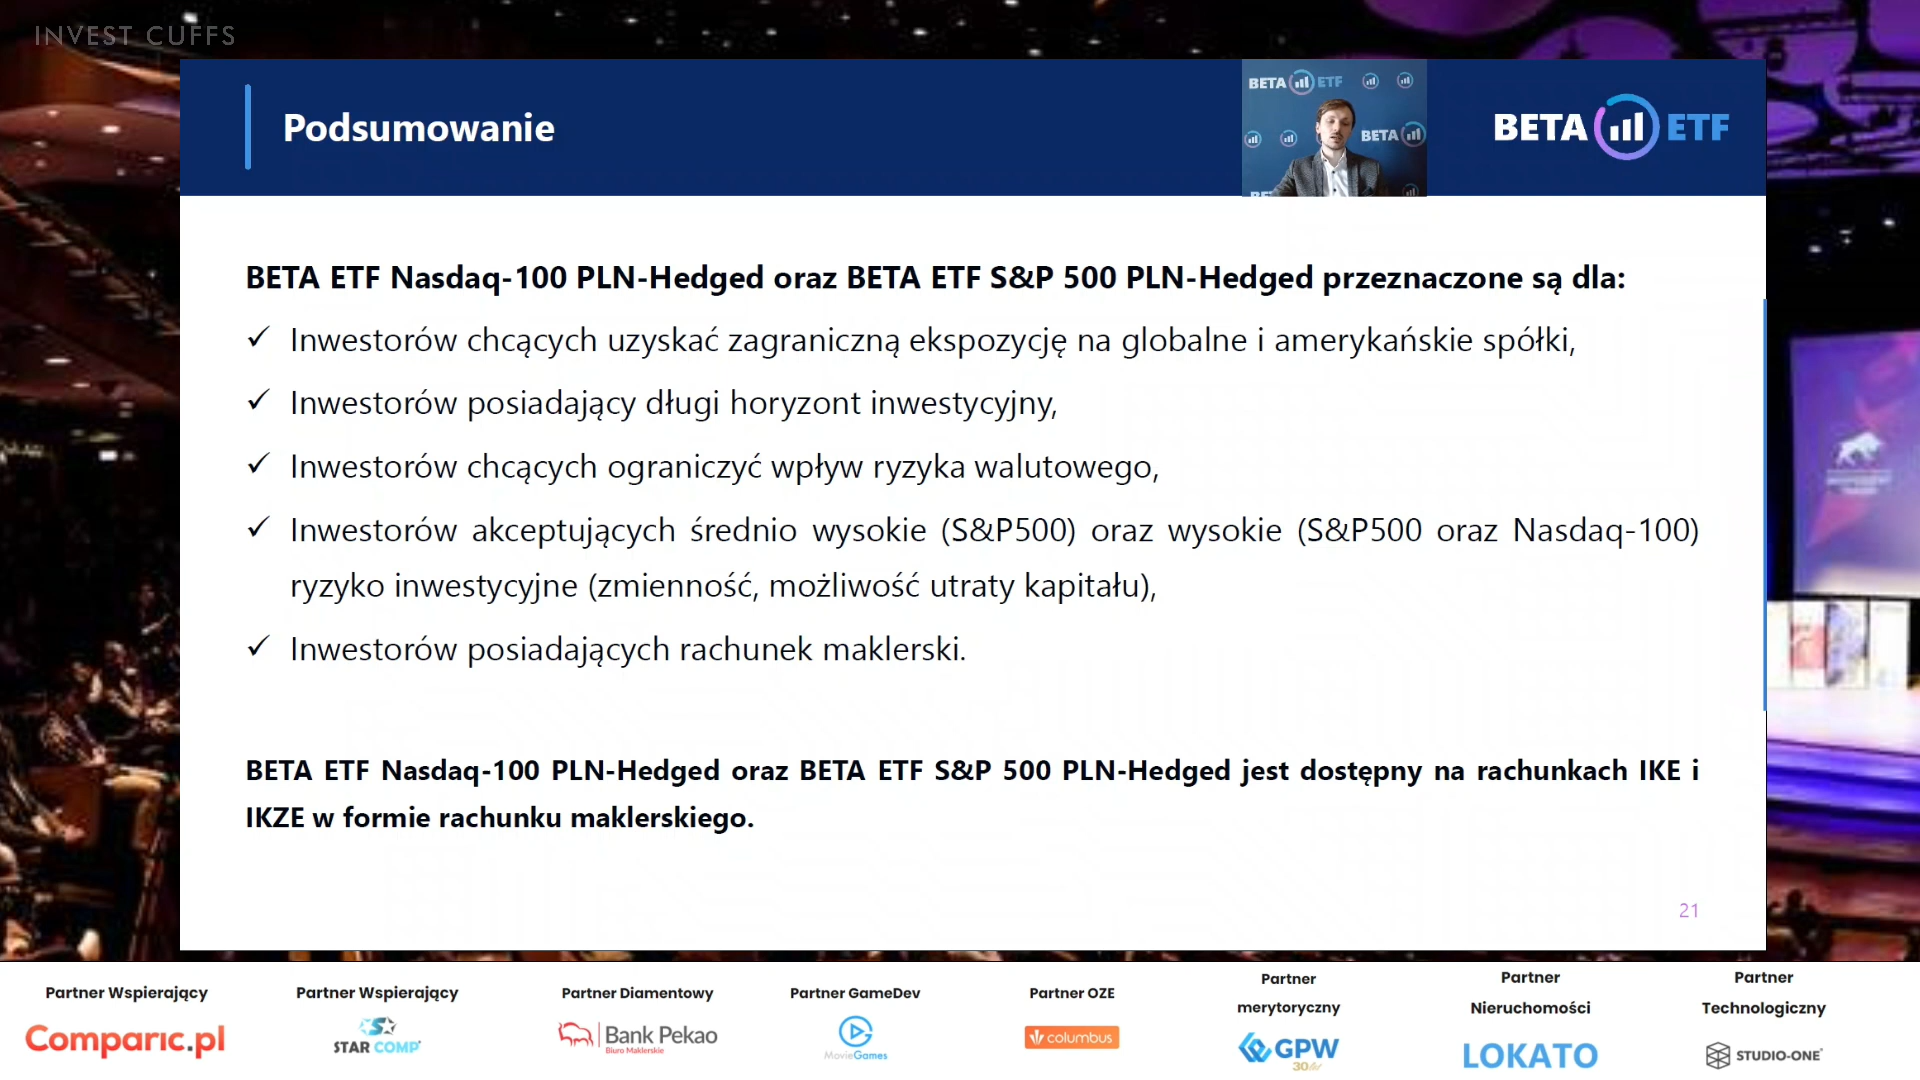 INVEST CUFFS
Podsumowanie
BETA ETF
BETA
BETA ETF
BETA ETF Nasdaq-100 PLN-Hedged oraz BETA ETF S&P 500 PLN-Hedged przeznaczone są dla:
✓ Inwestorów chcących uzyskać zagraniczną ekspozycję na globalne i amerykańskie spółki,
✓ Inwestorów posiadający długi horyzont inwestycyjny,
✓ Inwestorów chcących ograniczyć wpływ ryzyka walutowego,
✓ Inwestorów akceptujących średnio wysokie (S&P500) oraz wysokie (S&P500 oraz Nasdaq-100)
ryzyko inwestycyjne (zmienność, możliwość utraty kapitału),
✓ Inwestorów posiadających rachunek maklerski.
BETA ETF Nasdaq-100 PLN-Hedged oraz BETA ETF S&P 500 PLN-Hedged jest dostępny na rachunkach IKE i
IKZE w formie rachunku maklerskiego.
21
Partner Wspierający
Comparic.pl
Partner Wspierający
STAR COMP
Partner Diamentowy
Bank Pekao
Biuro Maklerskie
Partner GameDev
MovieGames
Partner OZE
columbus
Partner
merytoryczny
GPW
30
Partner
Nieruchomości
LOKATO
Partner
Technologiczny
STUDIO-ONE